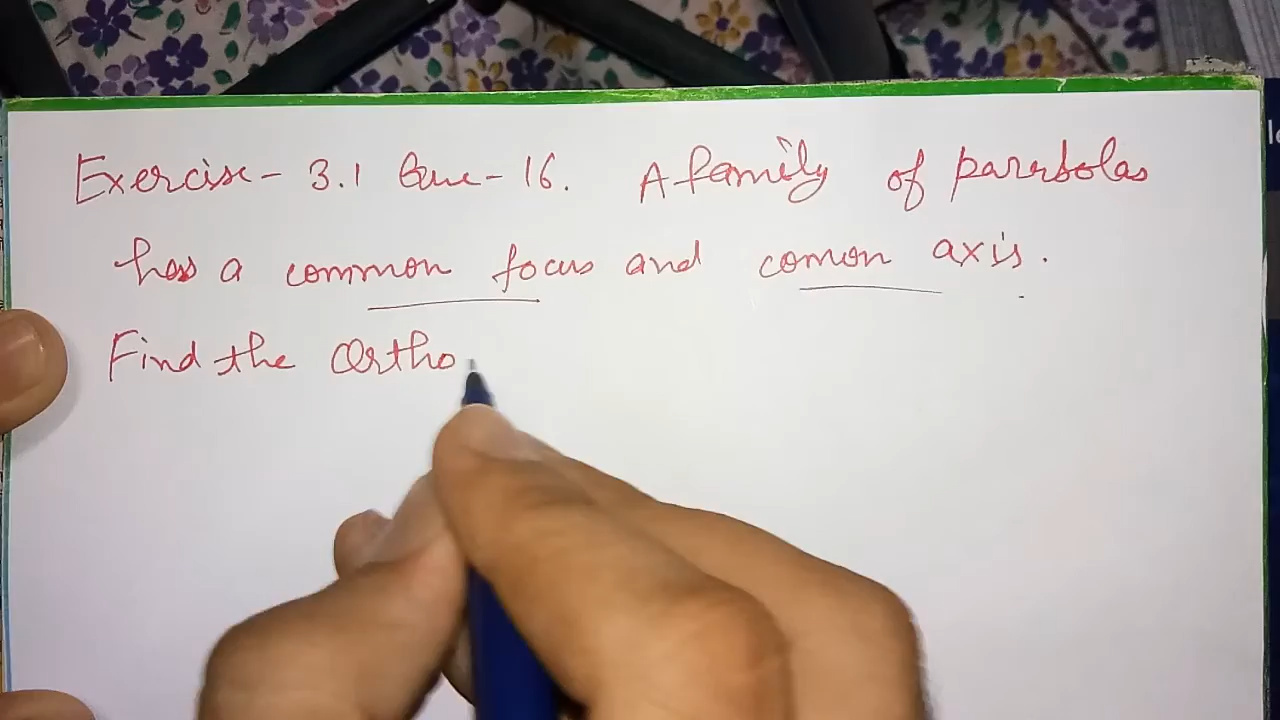 Exercise - 3.1 Que - 16. A family of parabolas
has a common focus and comon axis.
Find the Ortho